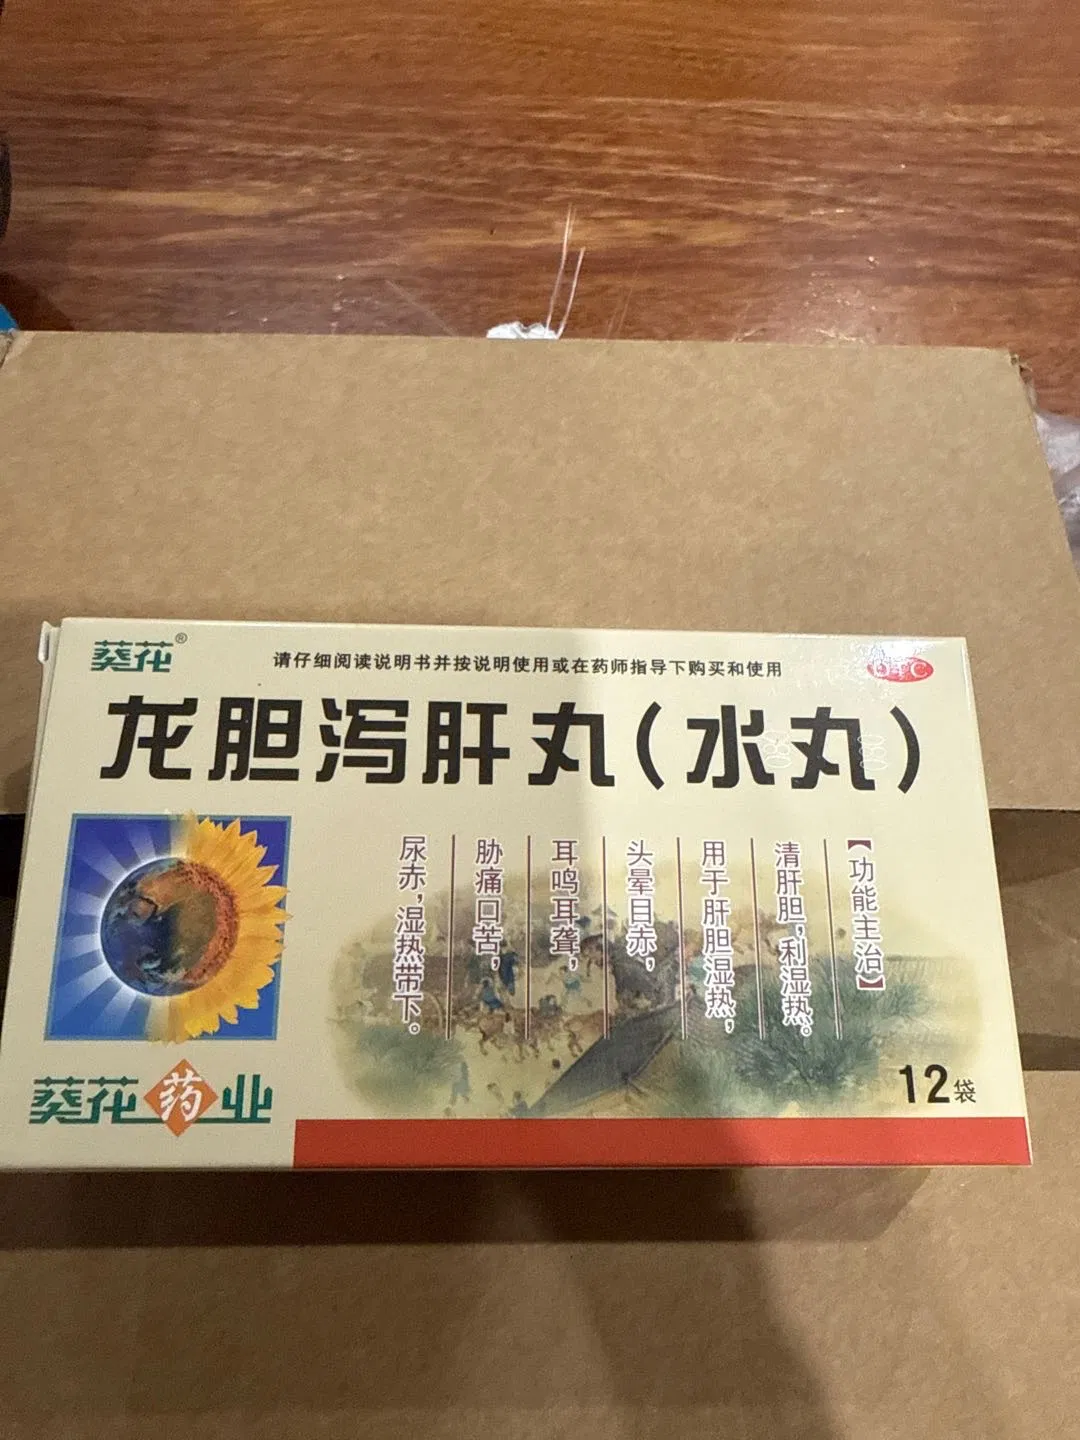 葵花®
请仔细阅读说明书并按说明使用或在药师指导下购买和使用
OTC
龙胆泻肝丸(水丸)
【功能主治】
清肝胆,利湿热。
用于肝胆湿热,
头晕目赤,
耳鸣耳聋,
胁痛口苦,
尿赤,湿热带下。
12袋
葵花药业